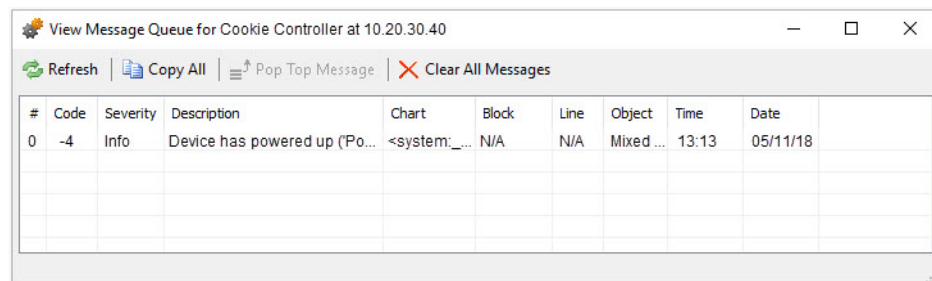 View Message Queue for Cookie Controller at 10.20.30.40
Refresh Copy All Pop Top Message Clear All Messages
# Code Severity Description Chart Block Line Object Time Date
0 -4 Info Device has powered up ("Po... <system:_... N/A N/A Mixed ... 13:13 05/11/18